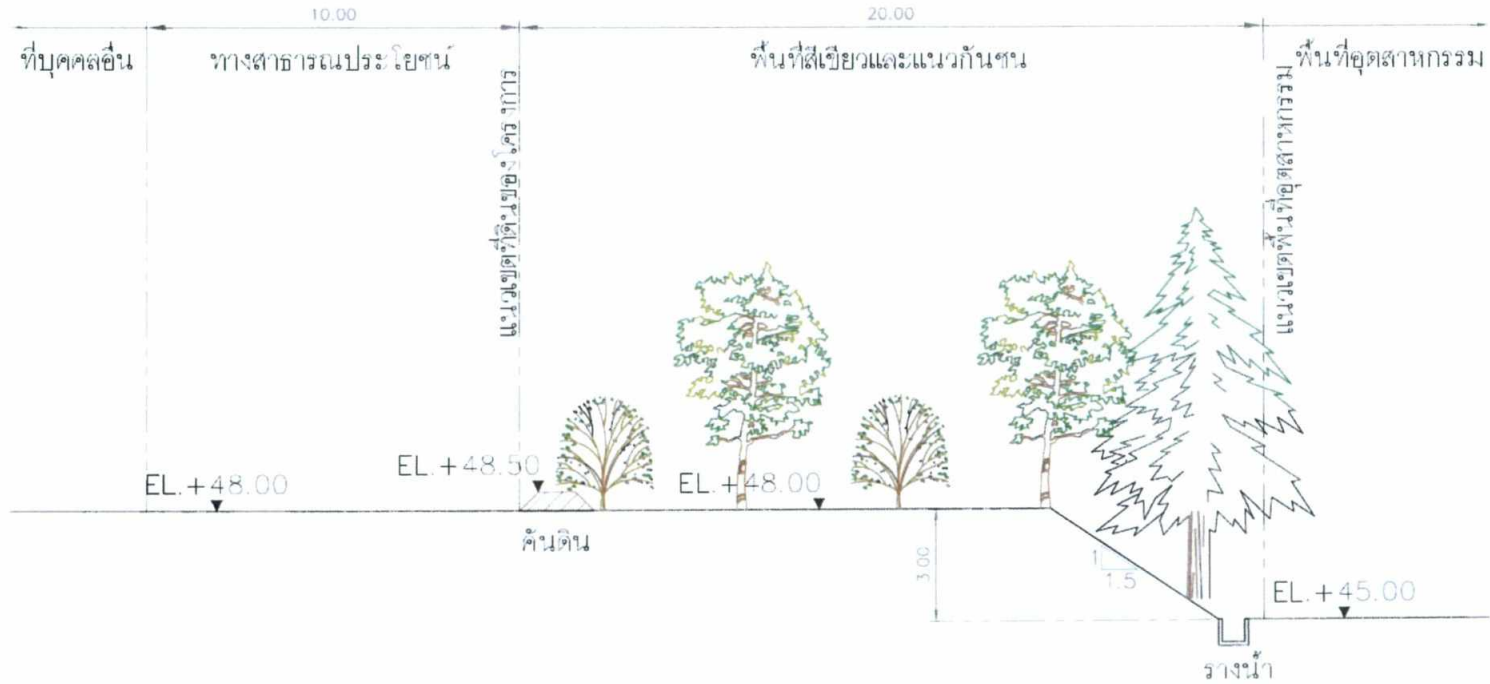 10.00
20.00
ที่บุคคลอื่น
ทางสาธารณประโยชน์
พื้นที่สีเขียวและแนวกันชน
พื้นที่อุตสาหกรรม
แนวเขตที่ดินของโครงการ
แนวเขตพื้นที่อุตสาหกรรม
EL.+48.00
EL.+48.50
EL.+48.00
คันดิน
3.00
1
1.5
EL.+45.00
รางน้ำ